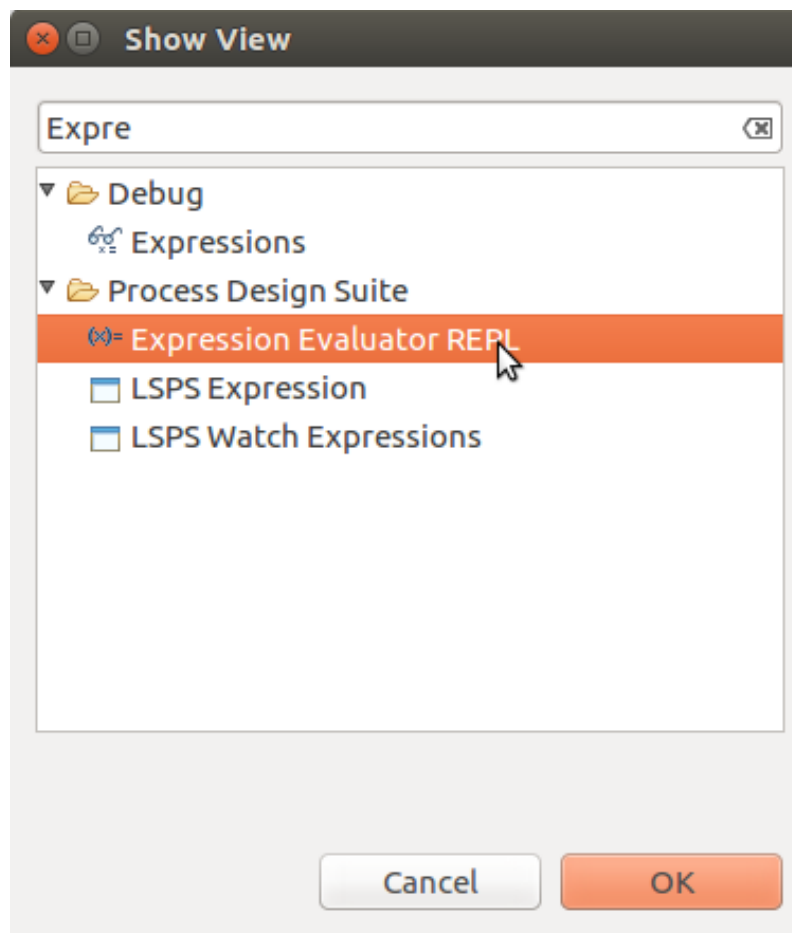 Show View
Expre
Debug
Expressions
Process Design Suite
(x)= Expression Evaluator REPL
LSPS Expression
LSPS Watch Expressions
Cancel OK